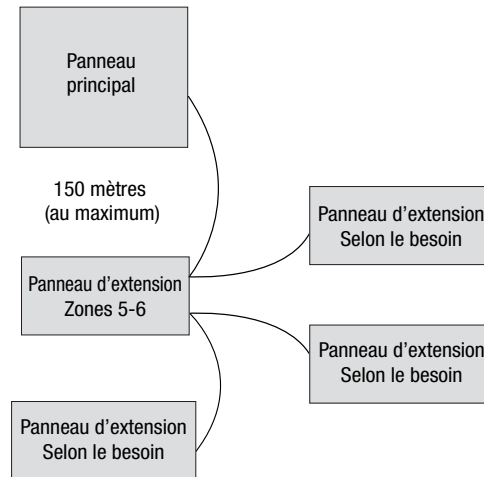 Panneau
principal
150 mètres
(au maximum)
Panneau d'extension
Selon le besoin
Panneau d'extension
Zones 5-6
Panneau d'extension
Selon le besoin
Panneau d'extension
Selon le besoin